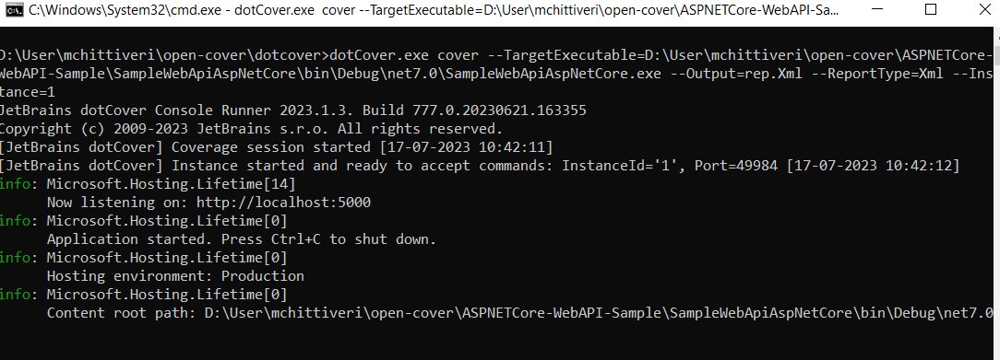 C:\Windows\System32\cmd.exe - dotCover.exe  cover --TargetExecutable=D:\User\mchittiveri\open-cover\ASPNETCore-WebAPI-Sa...
D:\User\mchittiveri\open-cover\dotcover>dotCover.exe cover --TargetExecutable=D:\User\mchittiveri\open-cover\ASPNETCore-
WebAPI-Sample\SampleWebApiAspNetCore\bin\Debug\net7.0\SampleWebApiAspNetCore.exe --Output=rep.Xml --ReportType=Xml --Ins
tance=1
JetBrains dotCover Console Runner 2023.1.3. Build 777.0.20230621.163355
Copyright (c) 2009-2023 JetBrains s.r.o. All rights reserved.
[JetBrains dotCover] Coverage session started [17-07-2023 10:42:11]
[JetBrains dotCover] Instance started and ready to accept commands: InstanceId='1', Port=49984 [17-07-2023 10:42:12]
info: Microsoft.Hosting.Lifetime[14]
      Now listening on: http://localhost:5000
info: Microsoft.Hosting.Lifetime[0]
      Application started. Press Ctrl+C to shut down.
info: Microsoft.Hosting.Lifetime[0]
      Hosting environment: Production
info: Microsoft.Hosting.Lifetime[0]
      Content root path: D:\User\mchittiveri\open-cover\ASPNETCore-WebAPI-Sample\SampleWebApiAspNetCore\bin\Debug\net7.0